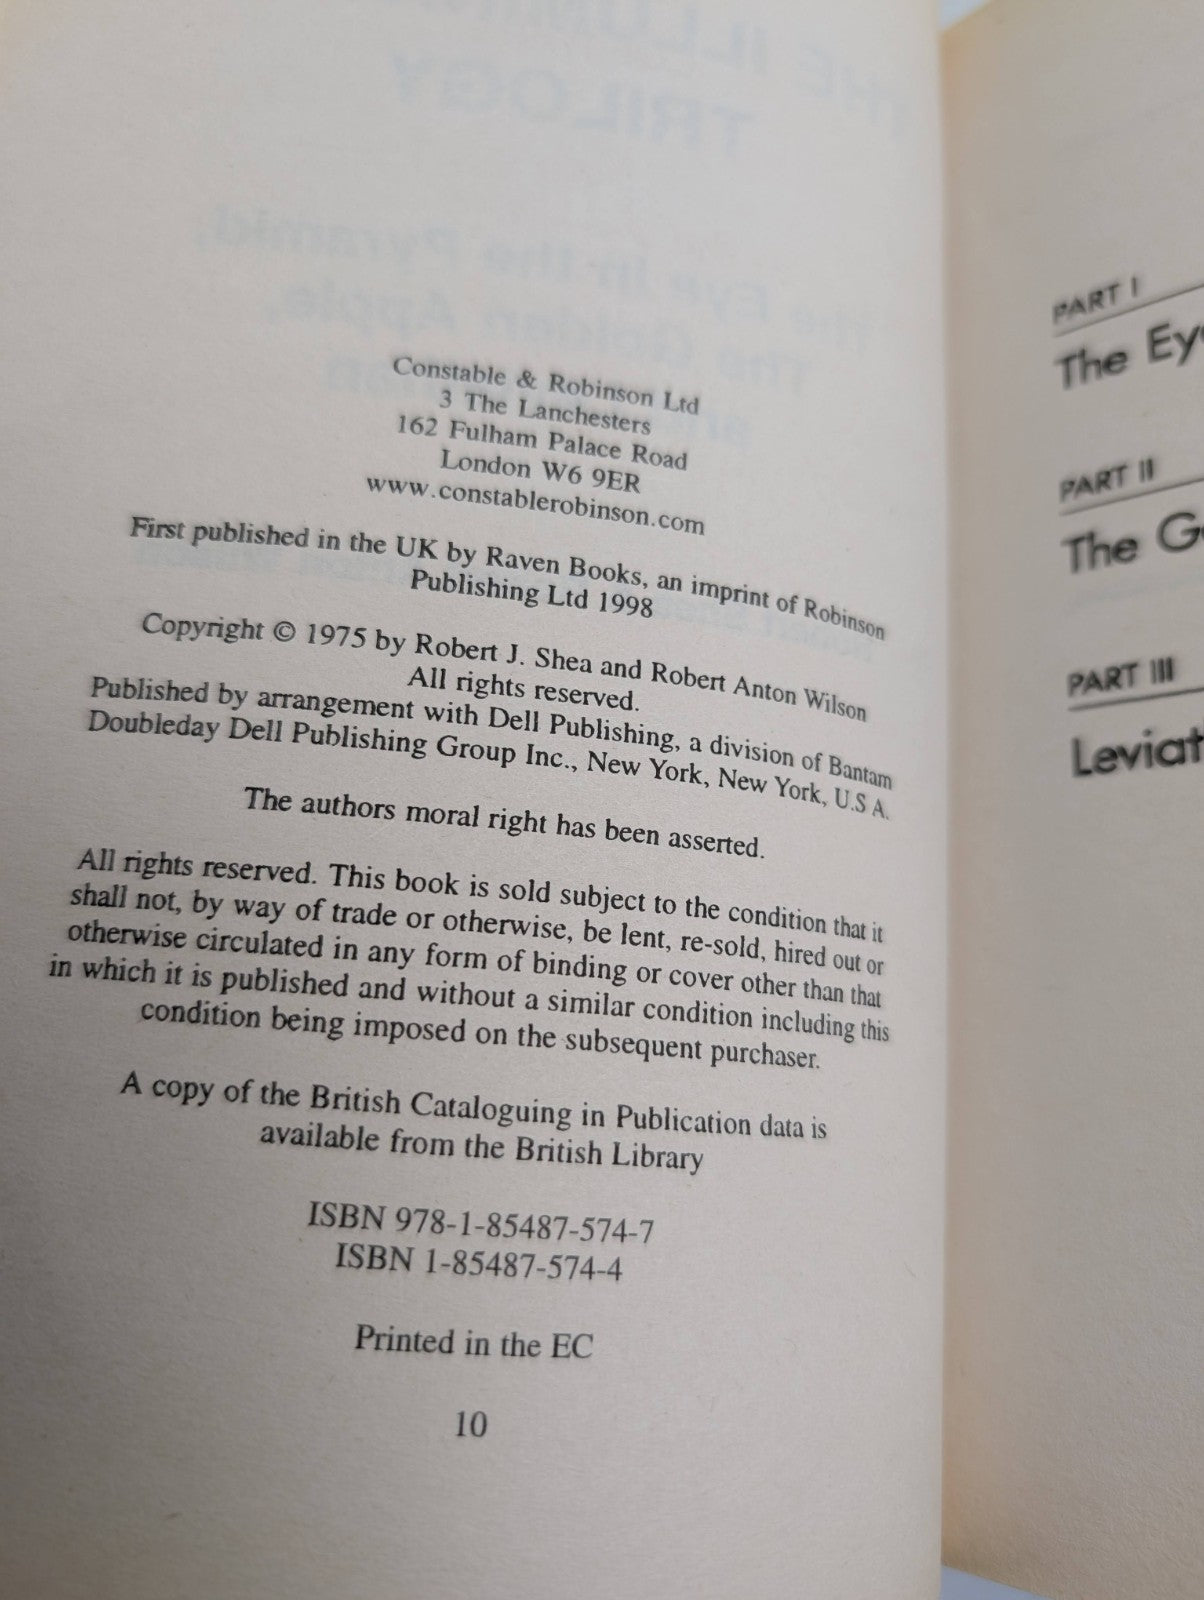 Constable & Robinson Ltd
3 The Lanchesters
162 Fulham Palace Road
London W6 9ER
www.constablerobinson.com
First published in the UK by Raven Books, an imprint of Robinson
Publishing Ltd 1998
Copyright © 1975 by Robert J. Shea and Robert Anton Wilson
All rights reserved.
Published by arrangement with Dell Publishing, a division of Bantam
Doubleday Dell Publishing Group Inc., New York, New York, U.S A.
The authors moral right has been asserted.
All rights reserved. This book is sold subject to the condition that it
shall not, by way of trade or otherwise, be lent, re-sold, hired out or
otherwise circulated in any form of binding or cover other than that
in which it is published and without a similar condition including this
condition being imposed on the subsequent purchaser.
A copy of the British Cataloguing in Publication data is
available from the British Library
ISBN 978-1-85487-574-7
ISBN 1-85487-574-4
Printed in the EC
10
PART I
The Eye
PART II
The G
PART III
Leviat